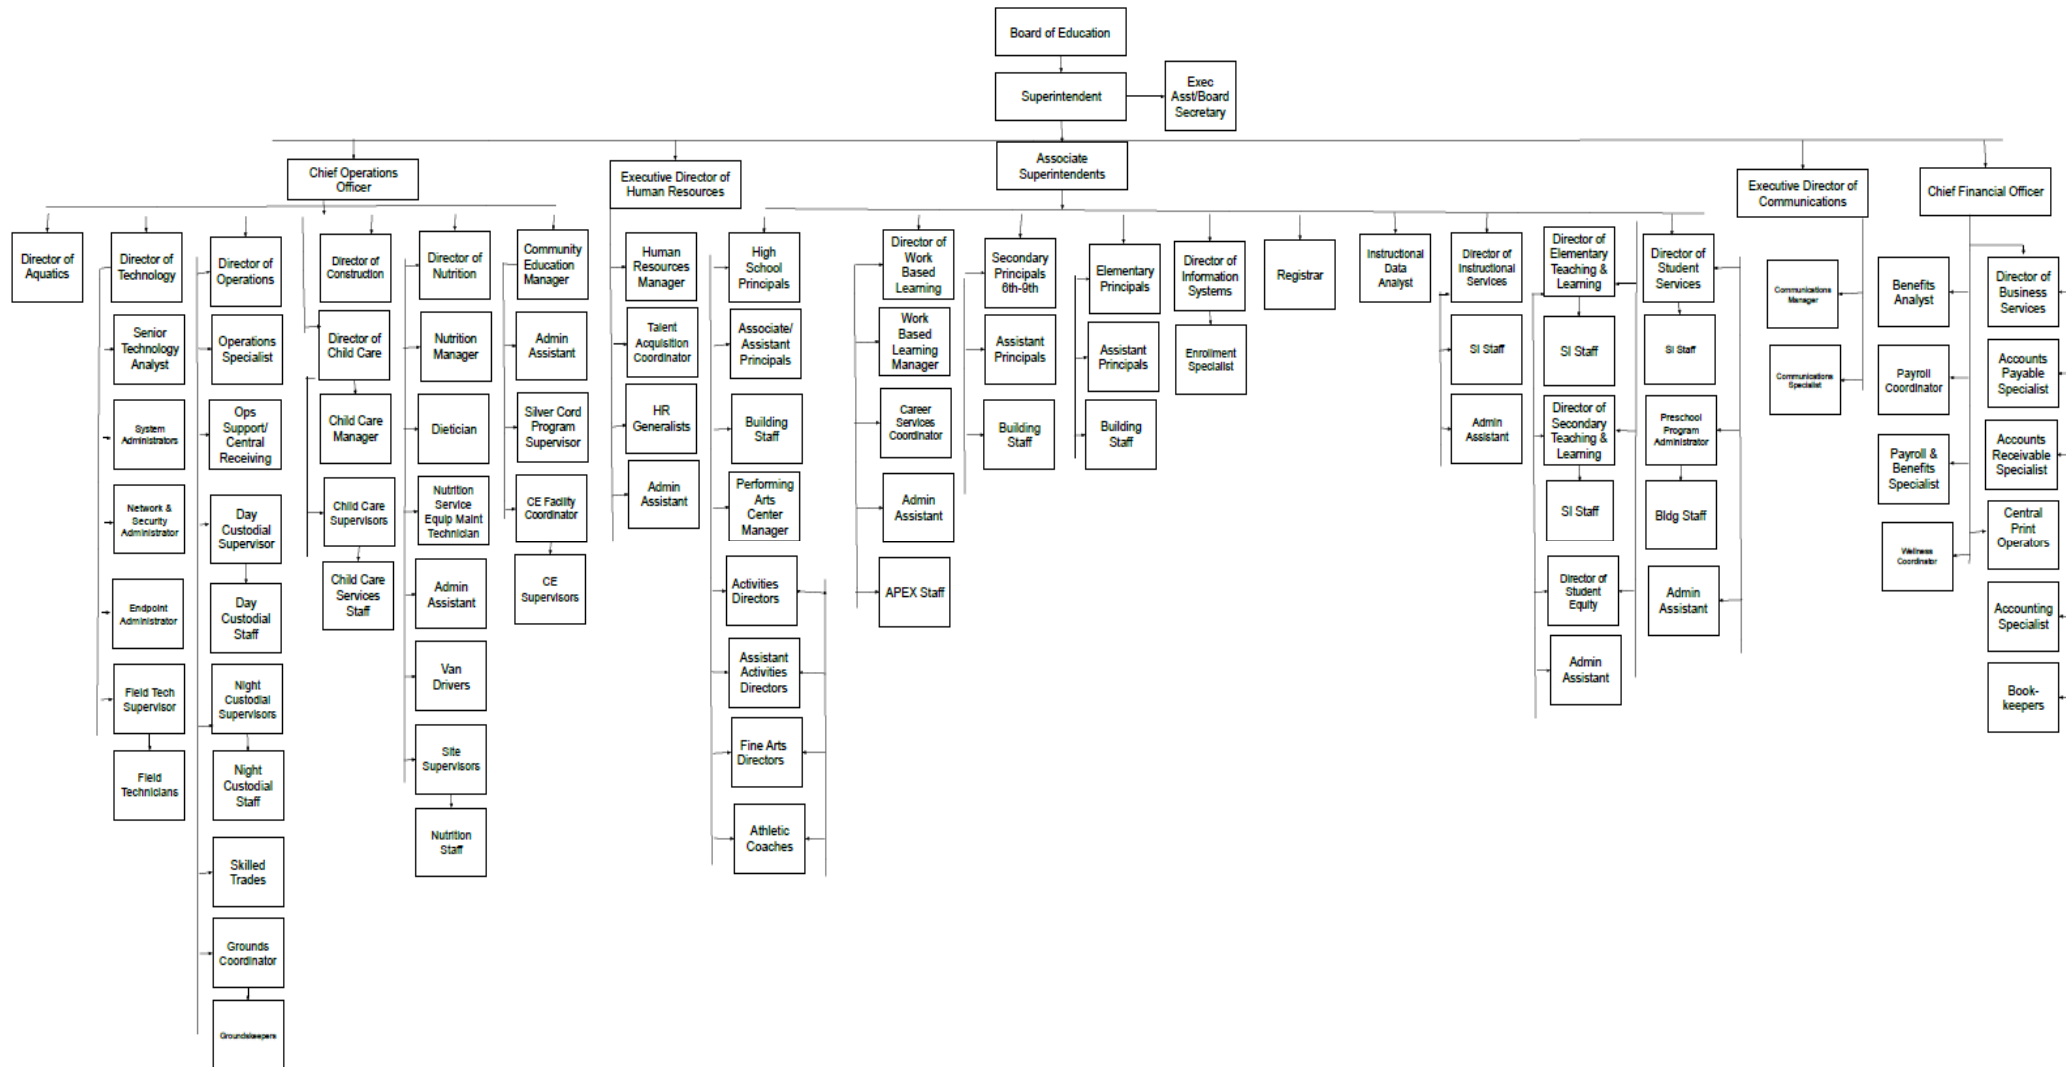 Board of Education
Superintendent
Exec
Asst/Board
Secretary
Chief Operations
Officer
Executive Director of
Human Resources
Associate
Superintendents
Executive Director of
Communications
Chief Financial Officer
Director of
Aquatics
Director of
Technology
Senior
Technology
Analyst
System
Administrators
Network &
Security
Administrator
Endpoint
Administrator
Field Tech
Supervisor
Field
Technicians
Director of
Operations
Operations
Specialist
Ops
Support/
Central
Receiving
Day
Custodial
Supervisor
Day
Custodial
Staff
Night
Custodial
Supervisors
Night
Custodial
Staff
Skilled
Trades
Grounds
Coordinator
Groundskeepers
Director of
Construction
Director of
Child Care
Child Care
Manager
Child Care
Supervisors
Child Care
Services
Staff
Director of
Nutrition
Nutrition
Manager
Dietician
Nutrition
Service
Equip Maint
Technician
Admin
Assistant
Van
Drivers
Site
Supervisors
Nutrition
Staff
Community
Education
Manager
Admin
Assistant
Silver Cord
Program
Supervisor
CE Facility
Coordinator
CE
Supervisors
Human
Resources
Manager
Talent
Acquisition
Coordinator
HR
Generalists
Admin
Assistant
High
School
Principals
Associate/
Assistant
Principals
Building
Staff
Performing
Arts
Center
Manager
Activities
Directors
Assistant
Activities
Directors
Fine Arts
Directors
Athletic
Coaches
Director of
Work
Based
Learning
Work
Based
Learning
Manager
Career
Services
Coordinator
Admin
Assistant
APEX Staff
Secondary
Principals
6th-9th
Assistant
Principals
Building
Staff
Elementary
Principals
Assistant
Principals
Building
Staff
Director of
Information
Systems
Enrollment
Specialist
Registrar
Instructional
Data
Analyst
Director of
Instructional
Services
SI Staff
Admin
Assistant
Director of
Elementary
Teaching &
Learning
SI Staff
Director of
Secondary
Teaching &
Learning
SI Staff
Director of
Student
Equity
Admin
Assistant
Director of
Student
Services
SI Staff
Preschool
Program
Administrator
Bldg Staff
Admin
Assistant
Communications
Manager
Communications
Specialist
Benefits
Analyst
Payroll
Coordinator
Payroll &
Benefits
Specialist
Wellness
Coordinator
Director of
Business
Services
Accounts
Payable
Specialist
Accounts
Receivable
Specialist
Central
Print
Operators
Accounting
Specialist
Book-
keepers